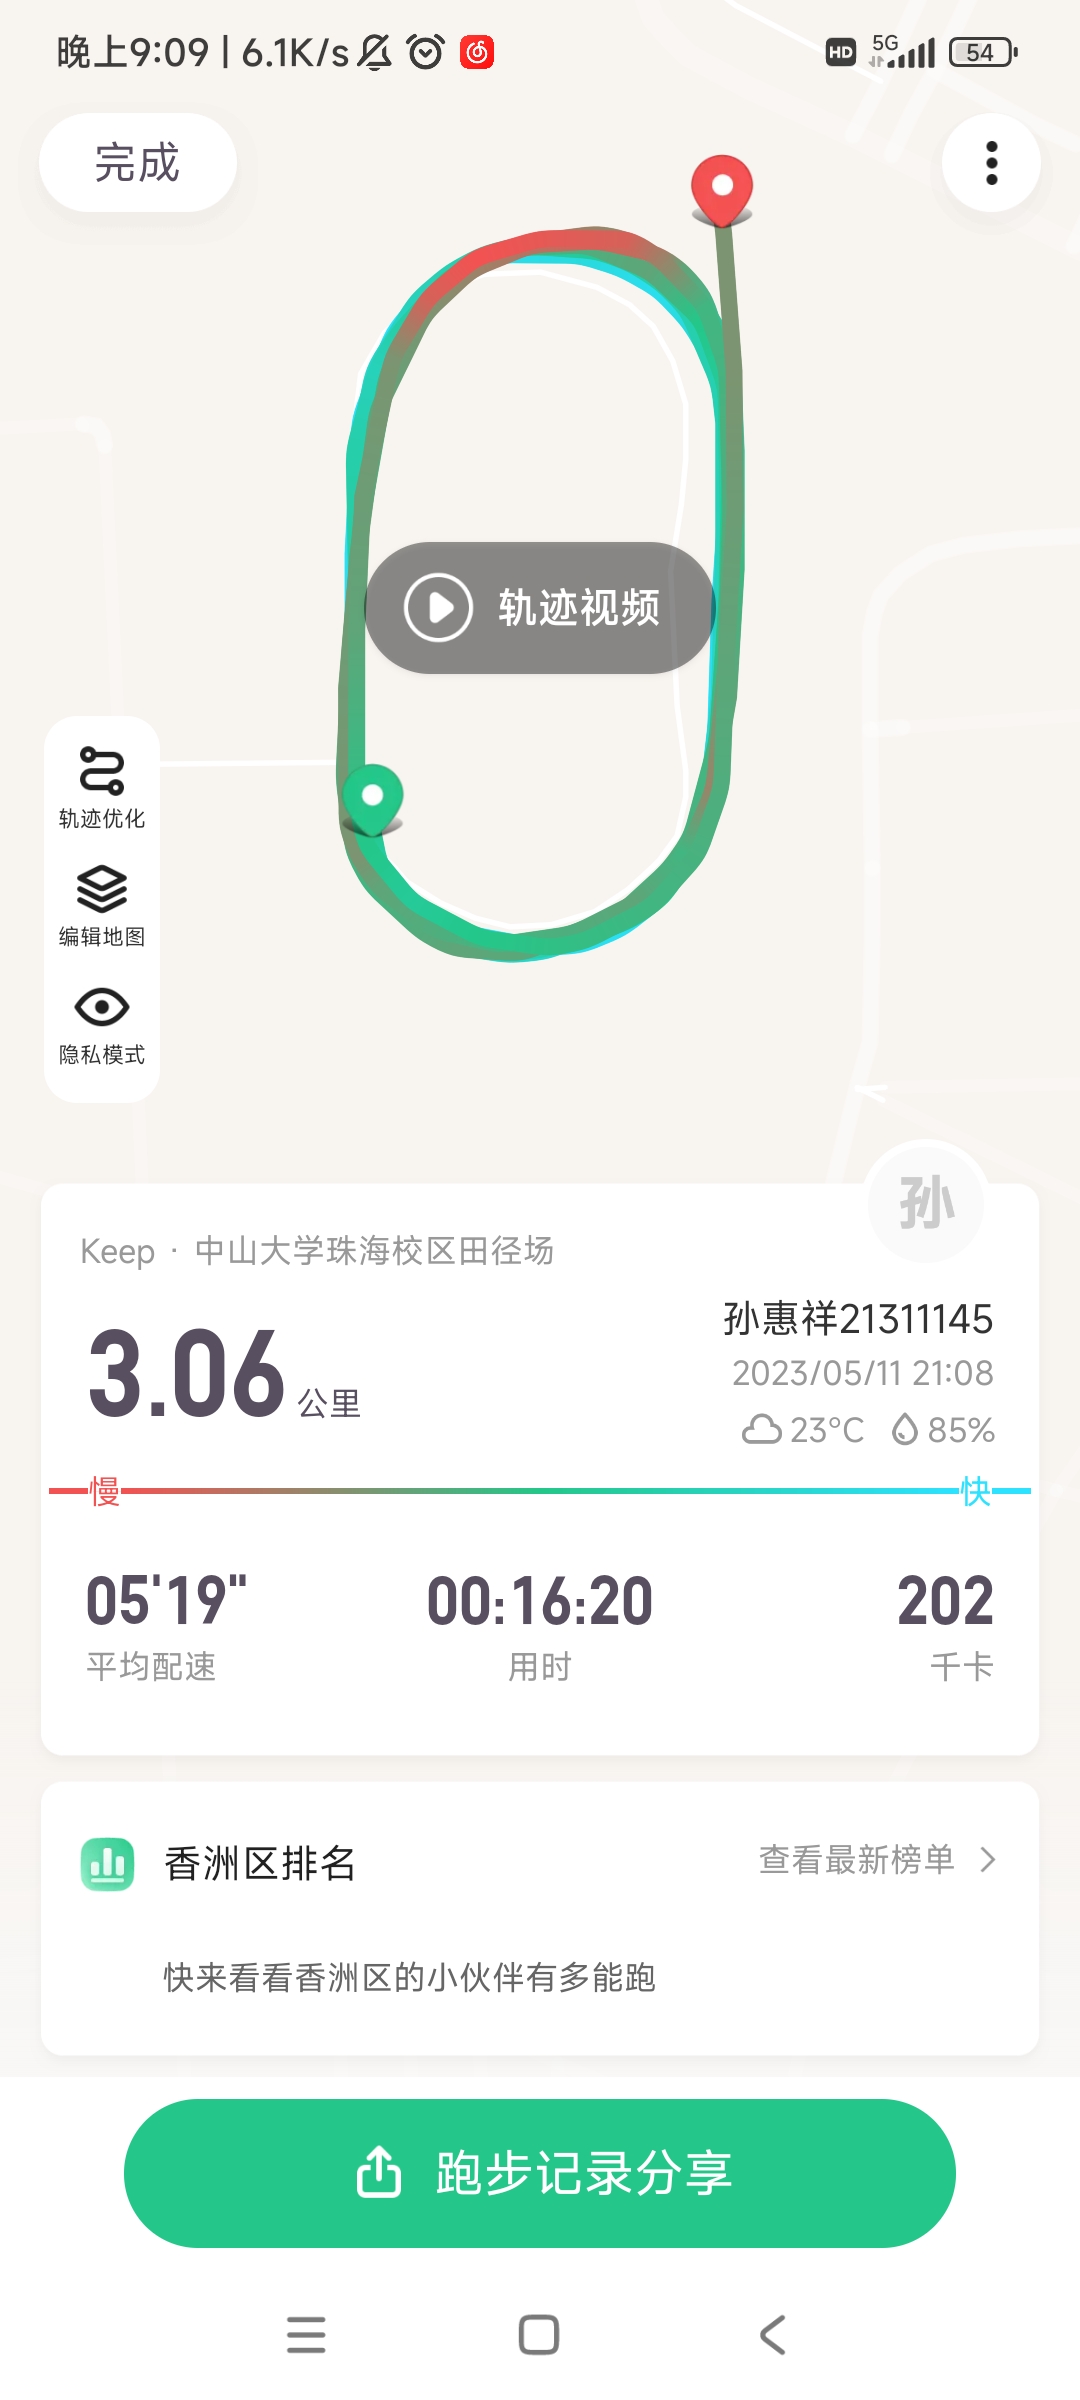 晚上9:09 | 6.1K/s
HD 5G 54
完成
轨迹视频
轨迹优化
编辑地图
隐私模式
孙
Keep · 中山大学珠海校区田径场
孙惠祥21311145
3.06 公里
2023/05/11 21:08
23°C 85%
慢 快
05'19" 00:16:20 202
平均配速 用时 千卡
香洲区排名 查看最新榜单
快来看看香洲区的小伙伴有多能跑
跑步记录分享